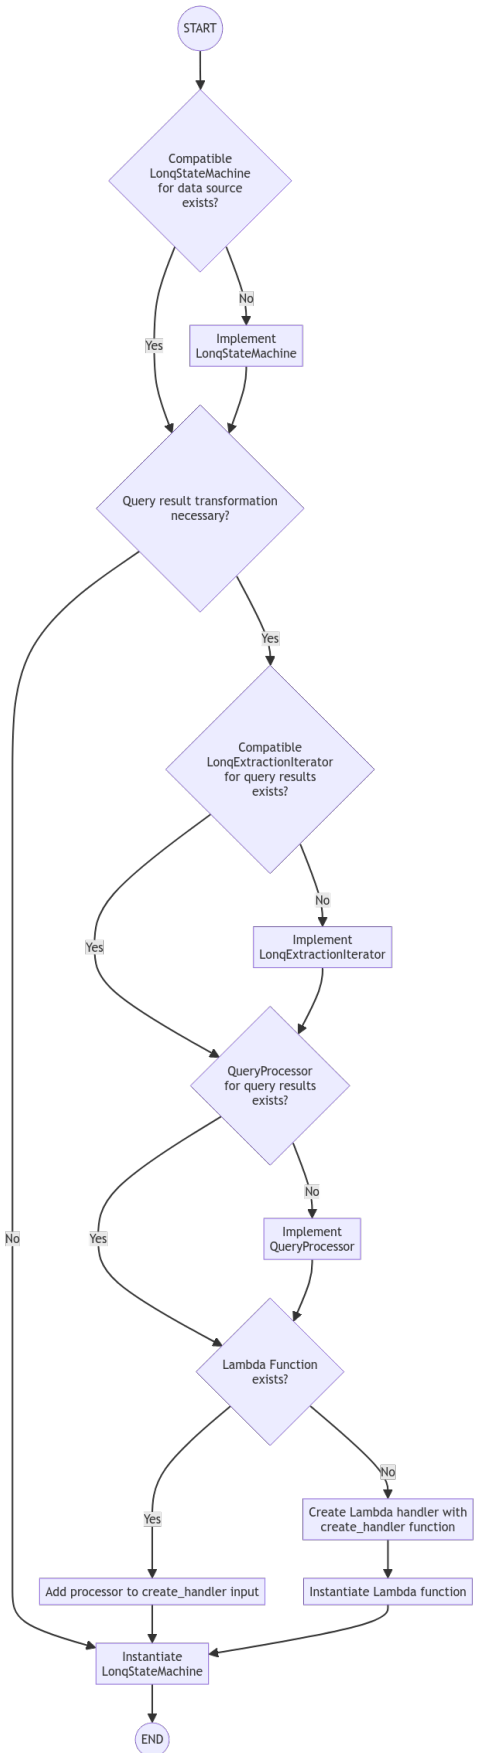 START
Compatible
LonqStateMachine
for data source
exists?
No
Yes
Implement
LonqStateMachine
Query result transformation
necessary?
Yes
Compatible
LonqExtractionIterator
for query results
exists?
No
Yes
Implement
LonqExtractionIterator
QueryProcessor
for query results
exists?
No
Implement
QueryProcessor
Yes
No
Lambda Function
exists?
No
Yes
Create Lambda handler with
create_handler function
Add processor to create_handler input
Instantiate Lambda function
Instantiate
LonqStateMachine
END